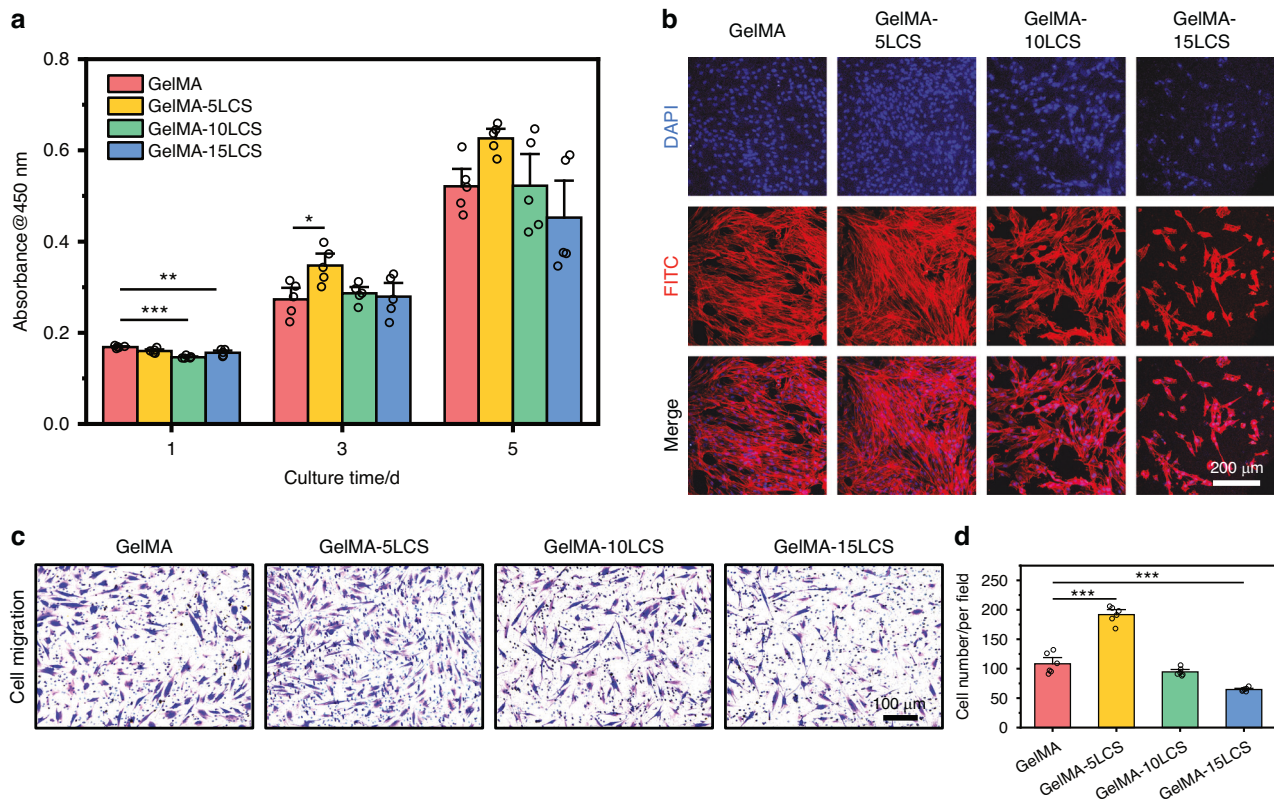 a
0.8
0.6
0.4
0.2
0.0
Absorbance@450 nm
GelMA
GelMA-5LCS
GelMA-10LCS
GelMA-15LCS
**
***
*
1
3
5
Culture time/d
b
GelMA
GelMA-
5LCS
GelMA-
10LCS
GelMA-
15LCS
DAPI
FITC
Merge
200 μm
c
GelMA
GelMA-5LCS
GelMA-10LCS
GelMA-15LCS
Cell migration
100 μm
d
250
200
150
100
50
0
Cell number/per field
***
***
GelMA
GelMA-5LCS
GelMA-10LCS
GelMA-15LCS